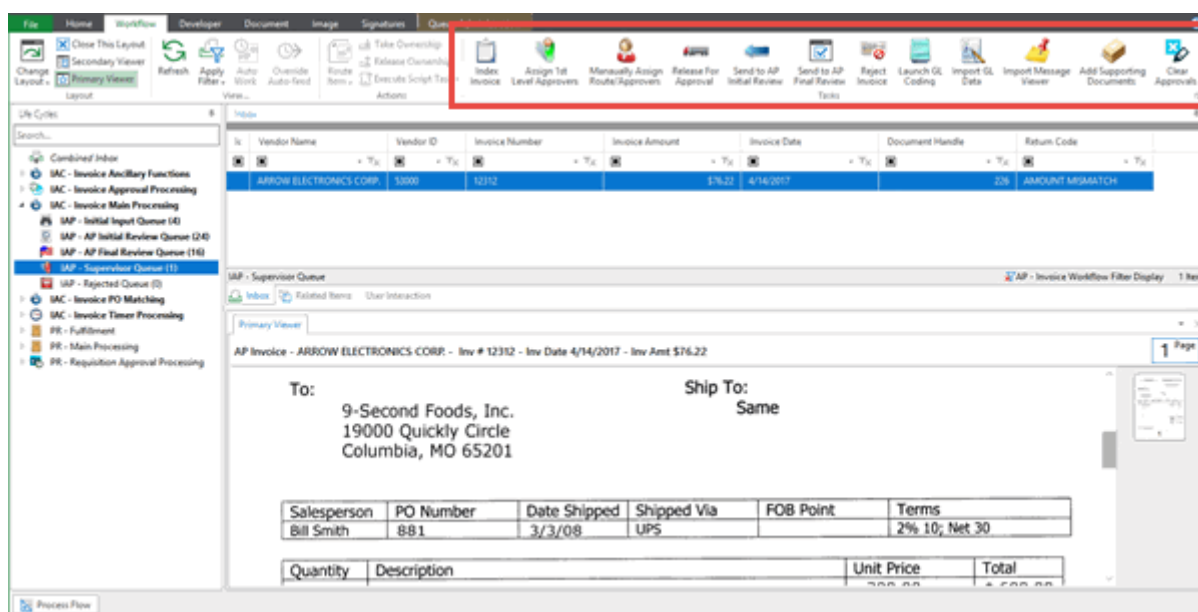 File Home Workflow Developer Document Image Signatures
Change Layout
Close This Layout
Secondary Viewer
Primary Viewer
Layout
Refresh
Apply Filter
Auto Work
Override Auto-feed
View...
Route Item
Take Ownership
Release Ownership
Execute Script Task
Actions
Index Invoice
Assign 1st Level Approvers
Manaually Assign Route/Approvers
Release For Approval
Send to AP Initial Review
Send to AP Final Review
Reject Invoice
Launch GL Coding
Import GL Data
Import Message Viewer
Add Supporting Documents
Clear Approvals
Tasks
Life Cycles
Search...
Combined Inbox
IAC - Invoice Ancillary Functions
IAC - Invoice Approval Processing
IAC - Invoice Main Processing
IAP - Initial Input Queue (4)
IAP - AP Initial Review Queue (24)
IAP - AP Final Review Queue (16)
IAP - Supervisor Queue (1)
IAP - Rejected Queue (0)
IAC - Invoice PO Matching
IAC - Invoice Timer Processing
PR - Fulfillment
PR - Main Processing
PR - Requisition Approval Processing
Inbox
Vendor Name Vendor ID Invoice Number Invoice Amount Invoice Date Document Handle Return Code
ARROW ELECTRONICS CORP. 53000 12312 $76.22 4/14/2017 226 AMOUNT MISMATCH
IAP - Supervisor Queue AP - Invoice Workflow Filter Display
Inbox Related Items User Interaction
Primary Viewer
AP Invoice - ARROW ELECTRONICS CORP. - Inv # 12312 - Inv Date 4/14/2017 - Inv Amt $76.22
1 Page
To: Ship To:
9-Second Foods, Inc. Same
19000 Quickly Circle
Columbia, MO 65201
Salesperson PO Number Date Shipped Shipped Via FOB Point Terms
Bill Smith 881 3/3/08 UPS 2% 10; Net 30
Quantity Description Unit Price Total
Process Flow